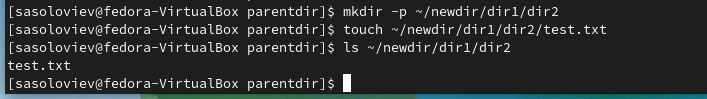 [sasoloviev@fedora-VirtualBox parentdir]$ mkdir -p ~/newdir/dir1/dir2
[sasoloviev@fedora-VirtualBox parentdir]$ touch ~/newdir/dir1/dir2/test.txt
[sasoloviev@fedora-VirtualBox parentdir]$ ls ~/newdir/dir1/dir2
test.txt
[sasoloviev@fedora-VirtualBox parentdir]$